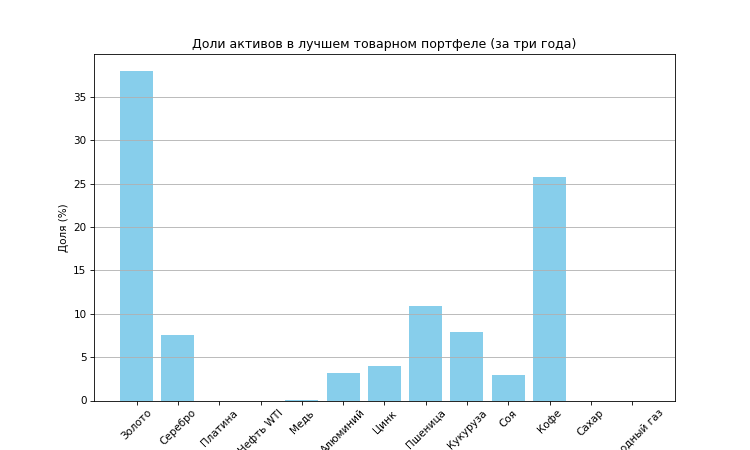 Доли активов в лучшем товарном портфеле (за три года)
Доля (%)
35
30
25
20
15
10
5
0
Золото
Серебро
Платина
Нефть WTI
Медь
Алюминий
Цинк
Пшеница
Кукуруза
Соя
Кофе
Сахар
газ